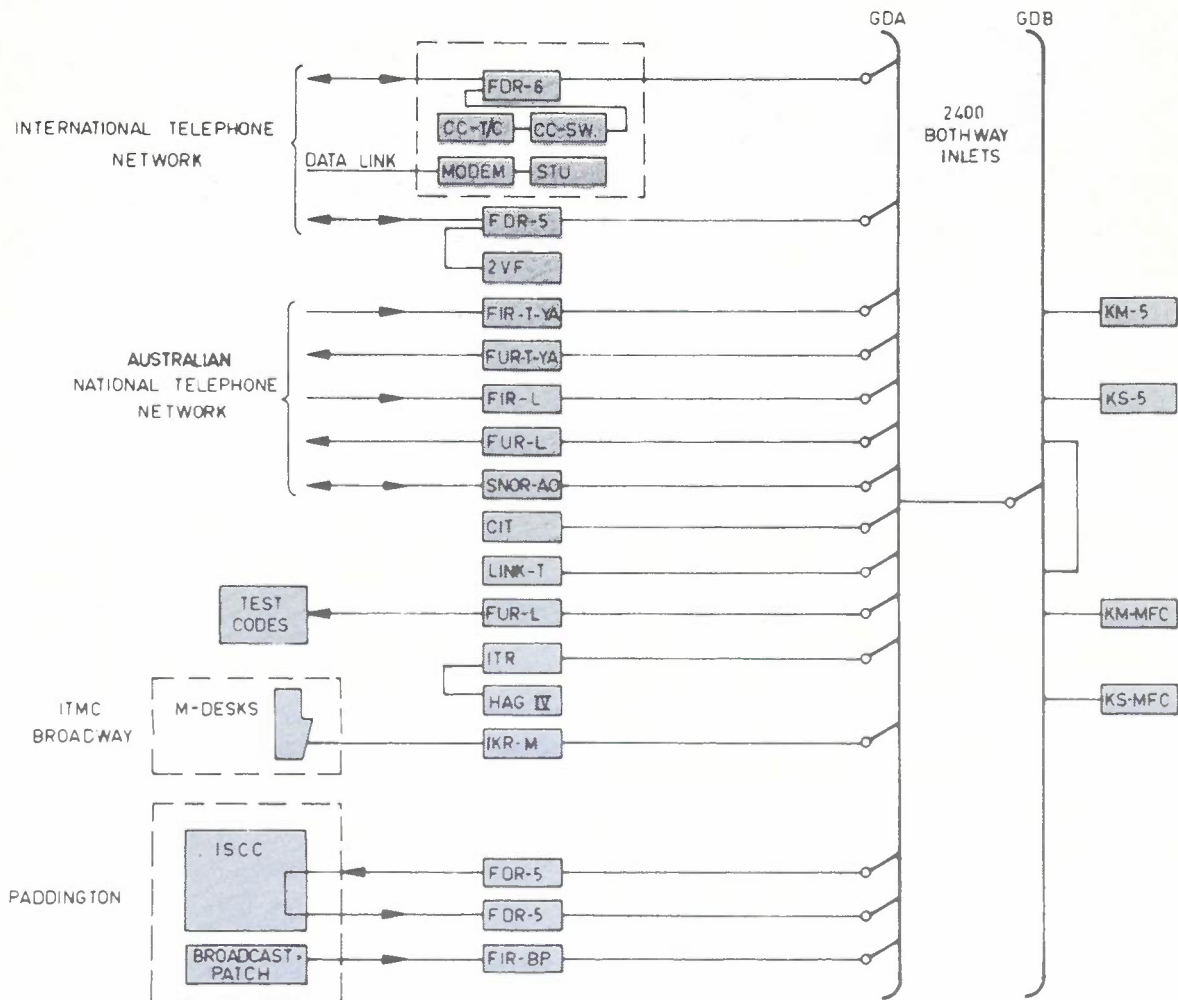 GDA
GDB
FDR-6
2400
BOTHWAY
INLETS
INTERNATIONAL TELEPHONE
NETWORK
CC-T/C
CC-SW.
DATA LINK
MODEM
STU
FDR-5
2VF
FIR-T-YA
KM-5
FUR-T-YA
AUSTRALIAN
NATIONAL TELEPHONE
NETWORK
FIR-L
KS-5
FUR-L
SNOR-AO
CIT
LINK-T
TEST
CODES
FUR-L
KM-MFC
ITR
HAG IV
KS-MFC
ITMC
BROADWAY
M-DESKS
IKR-M
ISCC
FDR-5
PADDINGTON
FDR-5
BROADCAST-
PATCH
FIR-BP